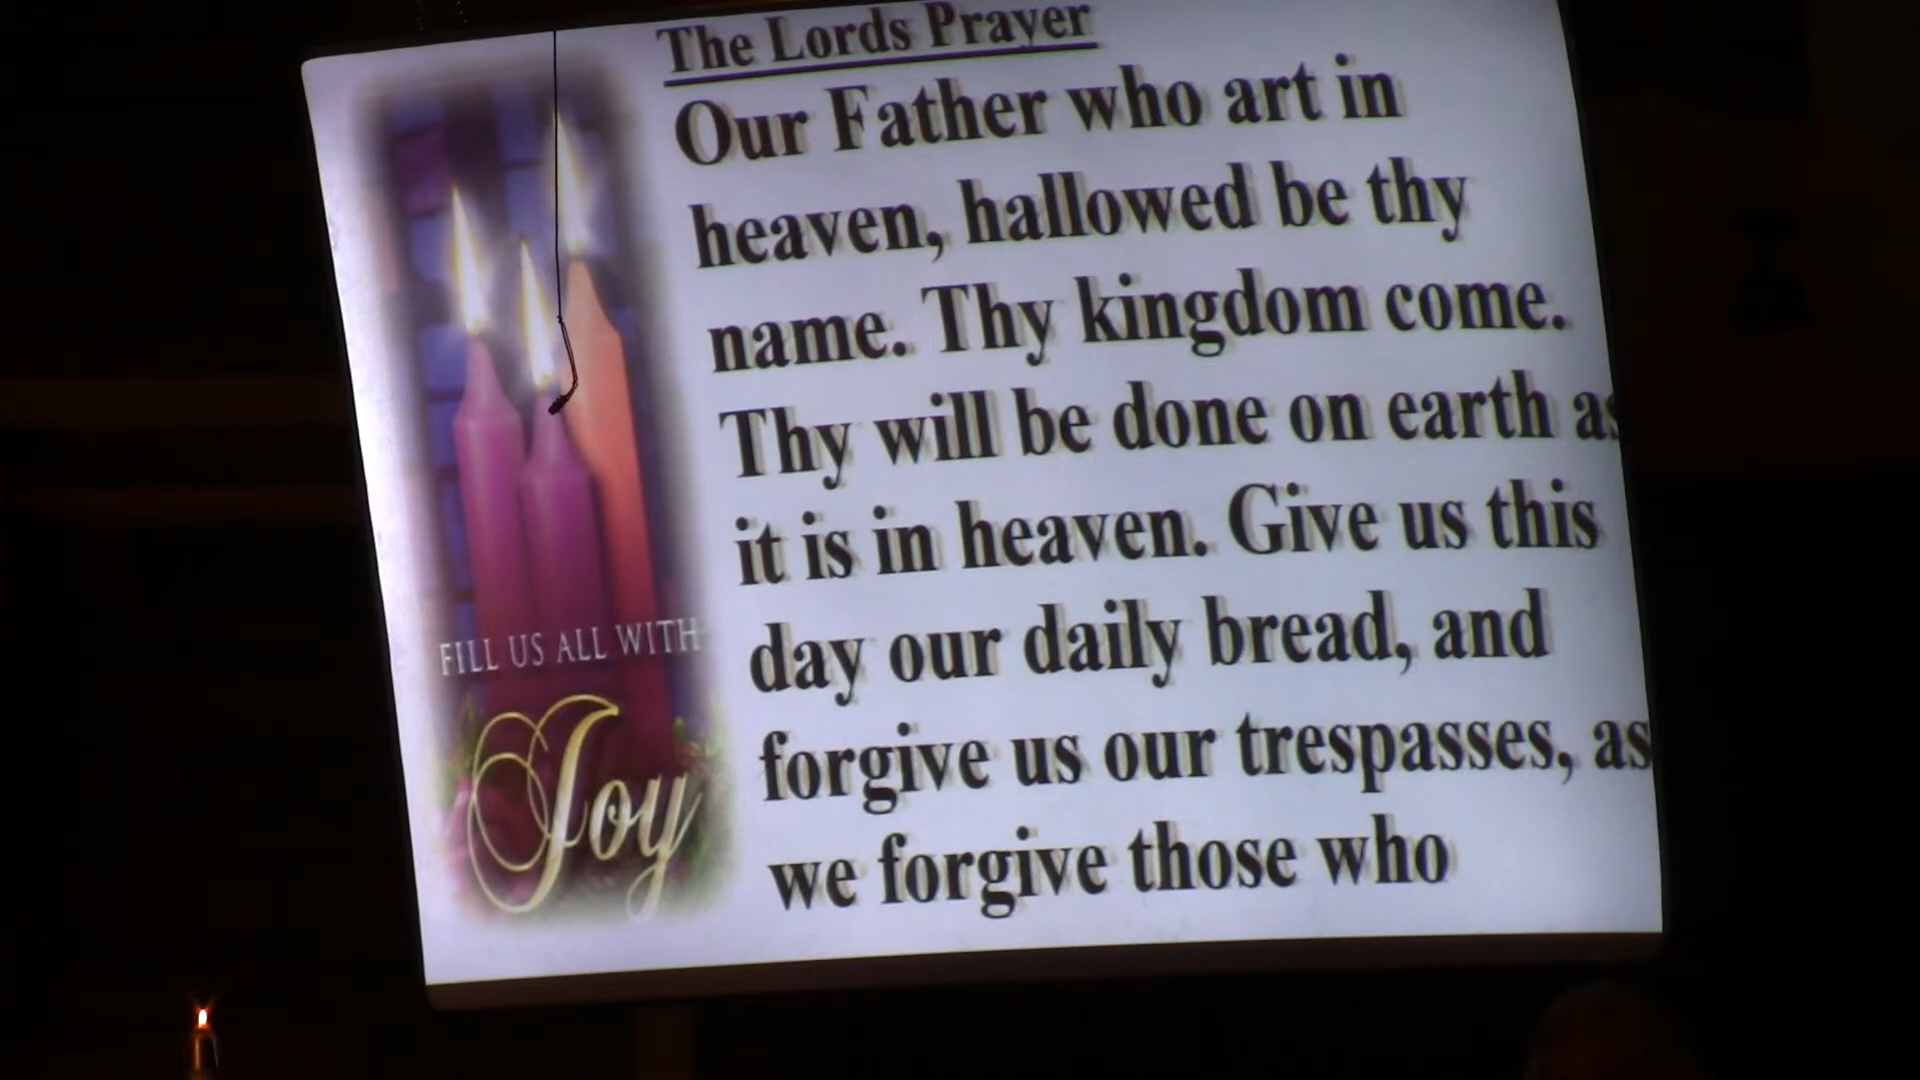 The Lords Prayer
Our Father who art in
heaven, hallowed be thy
name. Thy kingdom come.
Thy will be done on earth as
it is in heaven. Give us this
day our daily bread, and
forgive us our trespasses, as
we forgive those who
FILL US ALL WITH
Joy